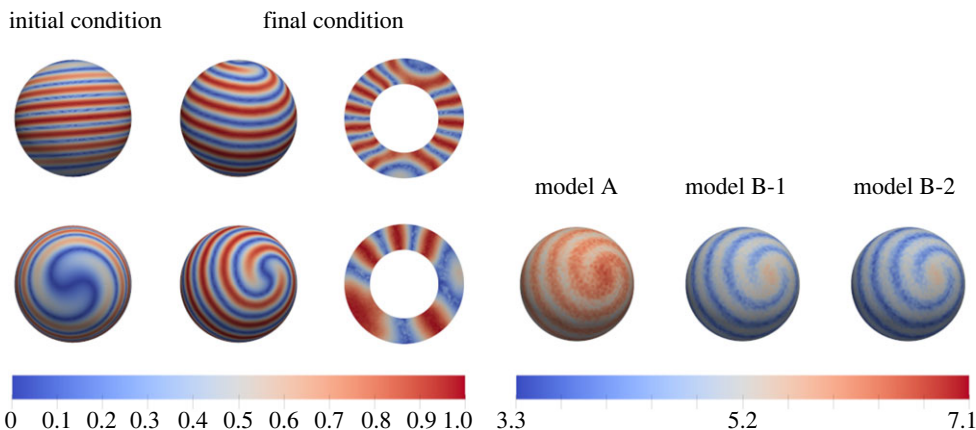 initial condition final condition
model A model B-1 model B-2
0 0.1 0.2 0.3 0.4 0.5 0.6 0.7 0.8 0.9 1.0
3.3 5.2 7.1